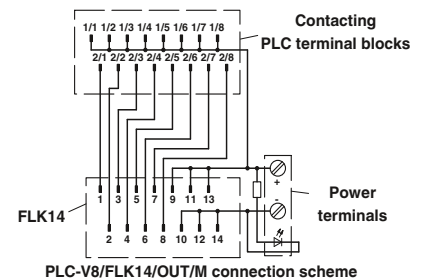 1/1 1/2 1/3 1/4 1/5 1/6 1/7 1/8
Contacting
PLC terminal blocks
2/1 2/2 2/3 2/4 2/5 2/6 2/7 2/8
+
1 3 5 7 9 11 13
-
Power
terminals
FLK14
2 4 6 8 10 12 14
PLC-V8/FLK14/OUT/M connection scheme